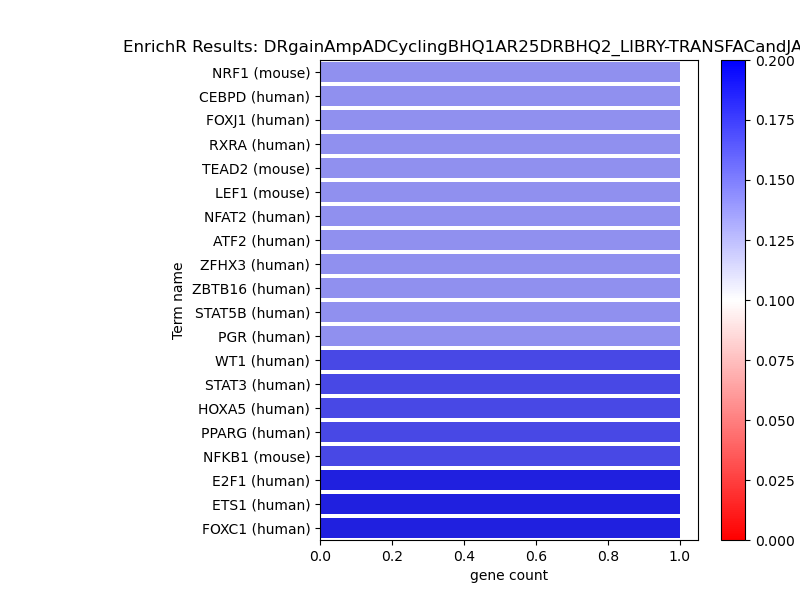 EnrichR Results: DRgainAmpADCyclingBHQ1AR25DRBHQ2_LIBRY-TRANSFACandJA
NRF1 (mouse)
CEBPD (human)
FOXJ1 (human)
RXRA (human)
TEAD2 (mouse)
LEF1 (mouse)
NFAT2 (human)
ATF2 (human)
ZFHX3 (human)
ZBTB16 (human)
STAT5B (human)
PGR (human)
WT1 (human)
STAT3 (human)
HOXA5 (human)
PPARG (human)
NFKB1 (mouse)
E2F1 (human)
ETS1 (human)
FOXC1 (human)
Term name
0.0 0.2 0.4 0.6 0.8 1.0
gene count
0.200
0.175
0.150
0.125
0.100
0.075
0.050
0.025
0.000